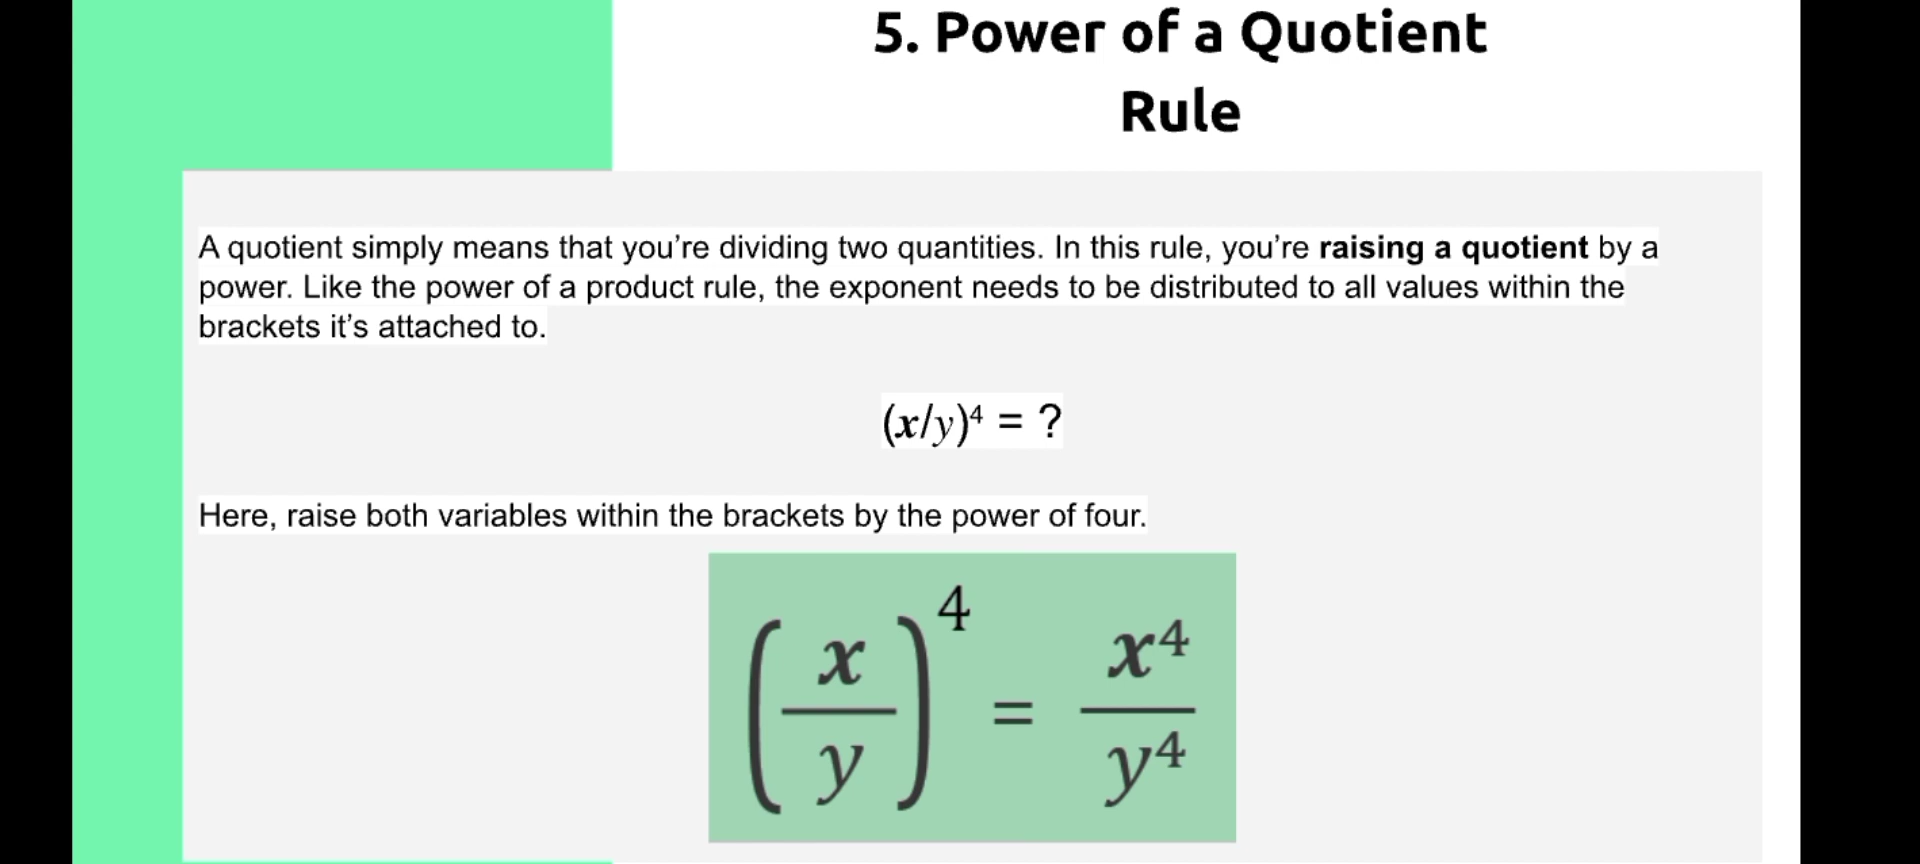 5. Power of a Quotient
Rule
A quotient simply means that you’re dividing two quantities. In this rule, you’re raising a quotient by a
power. Like the power of a product rule, the exponent needs to be distributed to all values within the
brackets it’s attached to.
(x/y)⁴ = ?
Here, raise both variables within the brackets by the power of four.
(x/y)⁴ = x⁴/y⁴